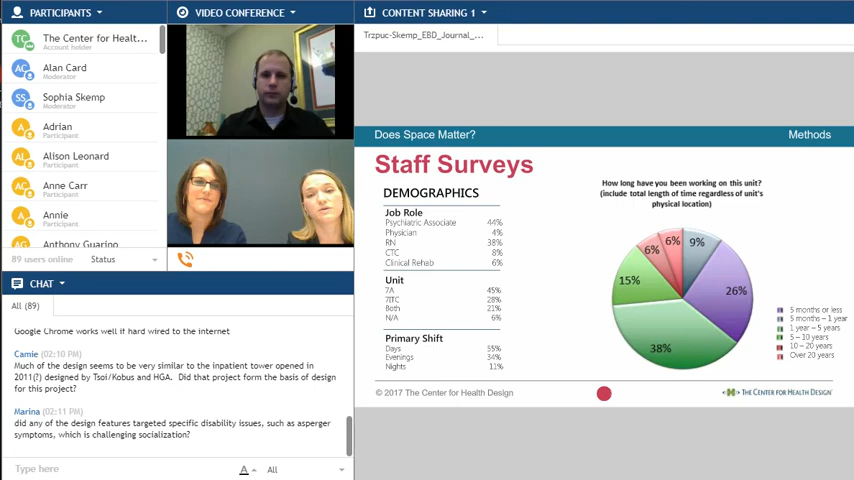 PARTICIPANTS
TC
The Center for Healt...
Account holder
AC
Alan Card
Moderator
SS
Sophia Skemp
Moderator
A
Adrian
Participant
A
Alison Leonard
Participant
A
Anne Carr
Participant
A
Annie
Participant
Anthony Guarino
89 users online
Status
VIDEO CONFERENCE
CHAT
All (89)
Google Chrome works well if hard wired to the internet
Camie (02:10 PM)
Much of the design seems to be very similar to the inpatient tower opened in
2011(?) designed by Tsoi/Kobus and HGA. Did that project form the basis of design
for this project?
Marina (02:11 PM)
did any of the design features targeted specific disability issues, such as asperger
symptoms, which is challenging socialization?
Type here
A
All
CONTENT SHARING 1
Trzpuc-Skemp_EBD_Journal_...
Does Space Matter?
Methods
Staff Surveys
DEMOGRAPHICS
Job Role
Psychiatric Associate 44%
Physician 4%
RN 38%
CTC 8%
Clinical Rehab 6%
Unit
7A 45%
7ITC 28%
Both 21%
N/A 6%
Primary Shift
Days 55%
Evenings 34%
Nights 11%
How long have you been working on this unit?
(include total length of time regardless of unit's
physical location)
6%
6%
9%
15%
26%
38%
5 months or less
5 months – 1 year
1 year – 5 years
5 – 10 years
10 – 20 years
Over 20 years
© 2017 The Center for Health Design
THE CENTER FOR HEALTH DESIGN